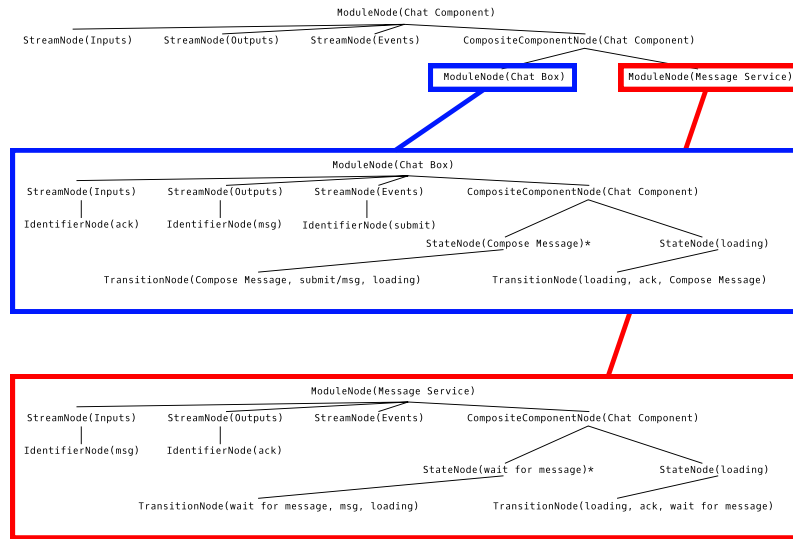 ModuleNode(Chat Component)
StreamNode(Inputs) StreamNode(Outputs) StreamNode(Events) CompositeComponentNode(Chat Component)
ModuleNode(Chat Box) ModuleNode(Message Service)
ModuleNode(Chat Box)
StreamNode(Inputs) StreamNode(Outputs) StreamNode(Events) CompositeComponentNode(Chat Component)
IdentifierNode(ack) IdentifierNode(msg) IdentifierNode(submit)
StateNode(Compose Message)* StateNode(loading)
TransitionNode(Compose Message, submit/msg, loading) TransitionNode(loading, ack, Compose Message)
ModuleNode(Message Service)
StreamNode(Inputs) StreamNode(Outputs) StreamNode(Events) CompositeComponentNode(Chat Component)
IdentifierNode(msg) IdentifierNode(ack)
StateNode(wait for message)* StateNode(loading)
TransitionNode(wait for message, msg, loading) TransitionNode(loading, ack, wait for message)